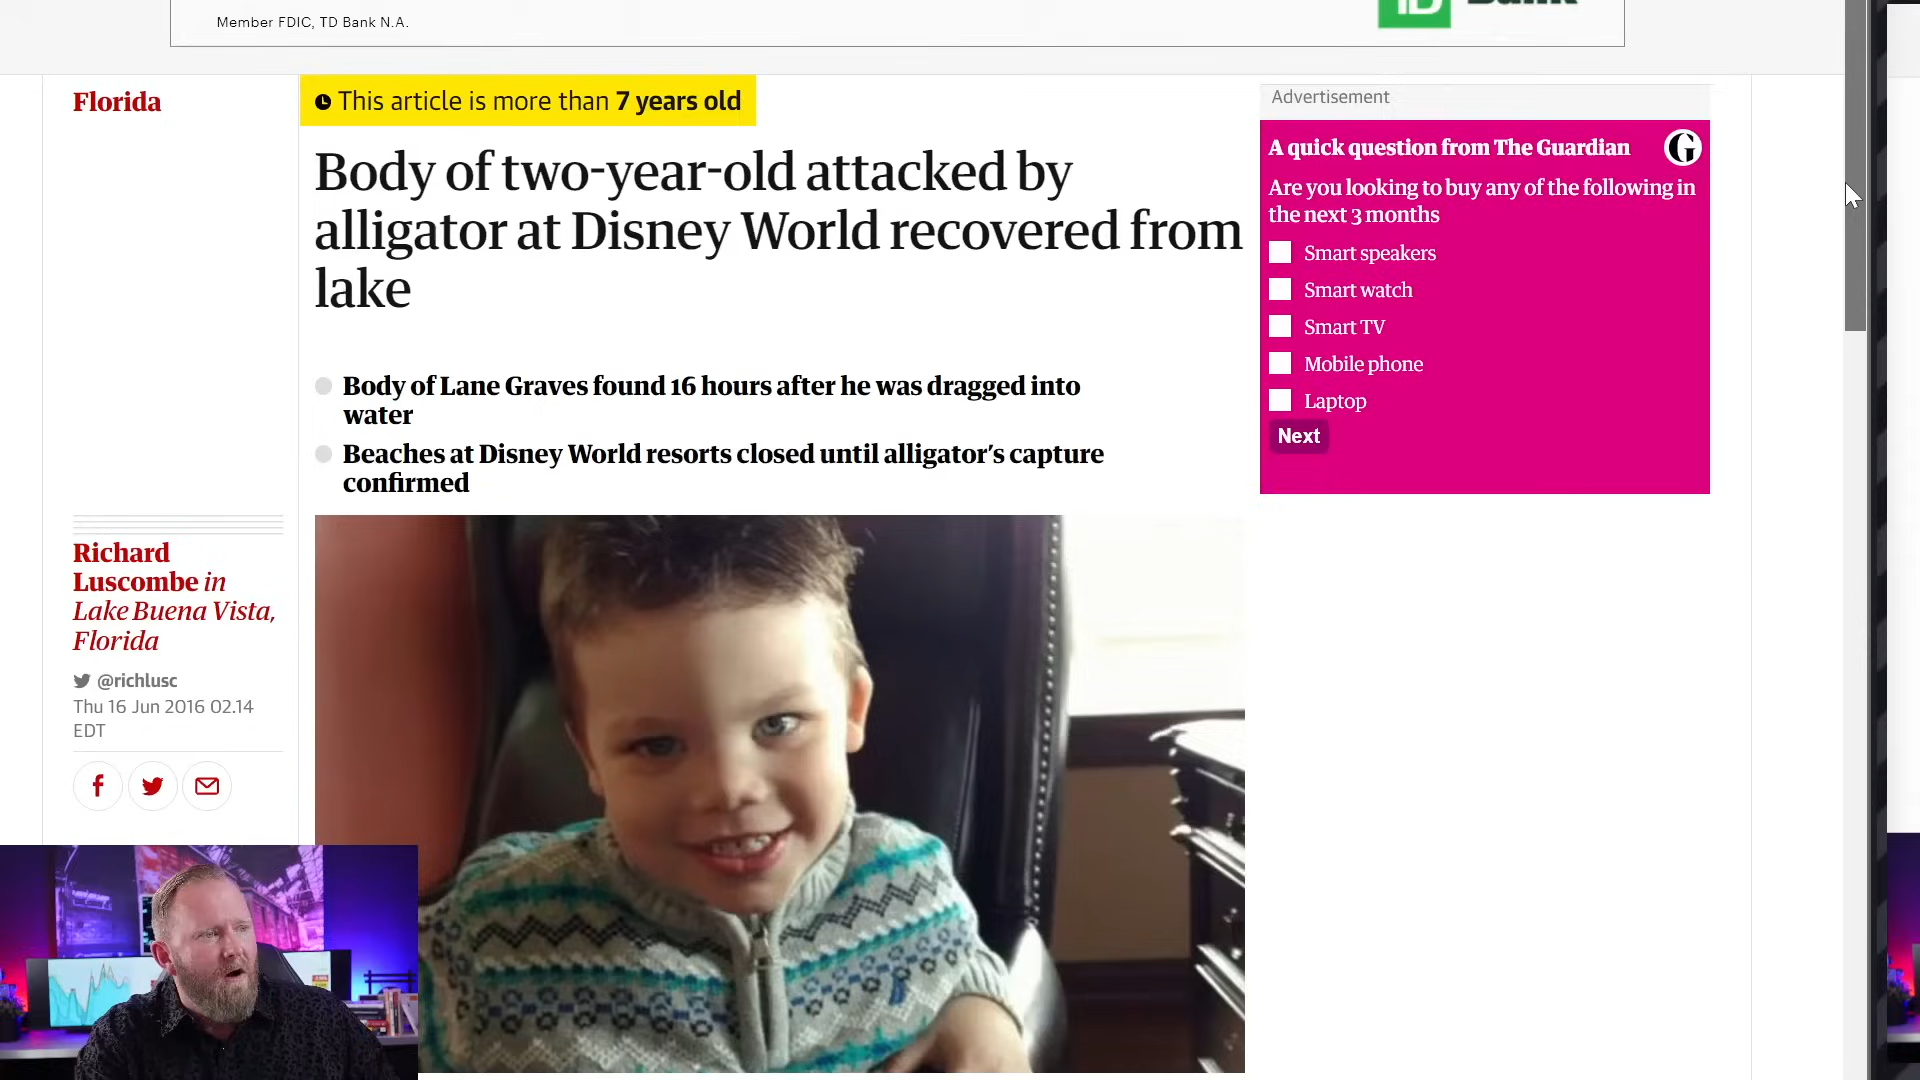 Member FDIC, TD Bank N.A.
TD Bank
Florida
This article is more than 7 years old
Body of two-year-old attacked by
alligator at Disney World recovered from
lake
Body of Lane Graves found 16 hours after he was dragged into
water
Beaches at Disney World resorts closed until alligator's capture
confirmed
Richard
Luscombe in
Lake Buena Vista,
Florida
@richlusc
Thu 16 Jun 2016 02.14
EDT
Advertisement
A quick question from The Guardian
G
Are you looking to buy any of the following in
the next 3 months
Smart speakers
Smart watch
Smart TV
Mobile phone
Laptop
Next